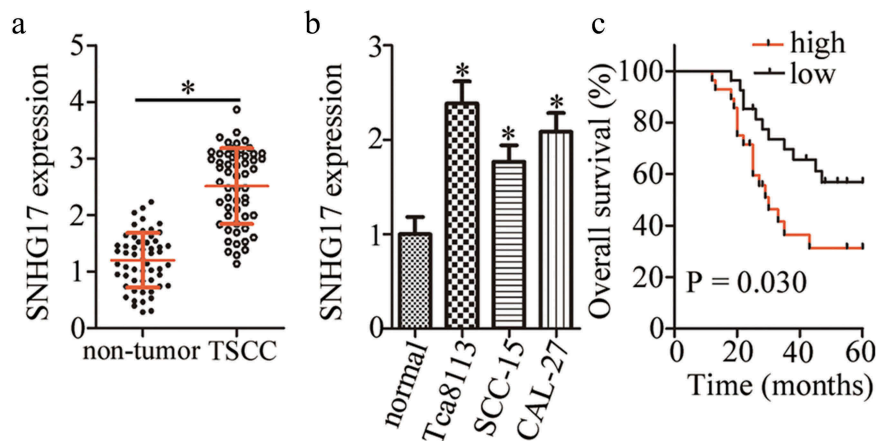 a
SNHG17 expression
5
4
3
2
1
0
*
non-tumor TSCC
b
SNHG17 expression
3
2
1
0
*
*
*
normal
Tca8113
SCC-15
CAL-27
c
high
low
Overall survival (%)
100
80
60
40
20
0
P = 0.030
0 20 40 60
Time (months)